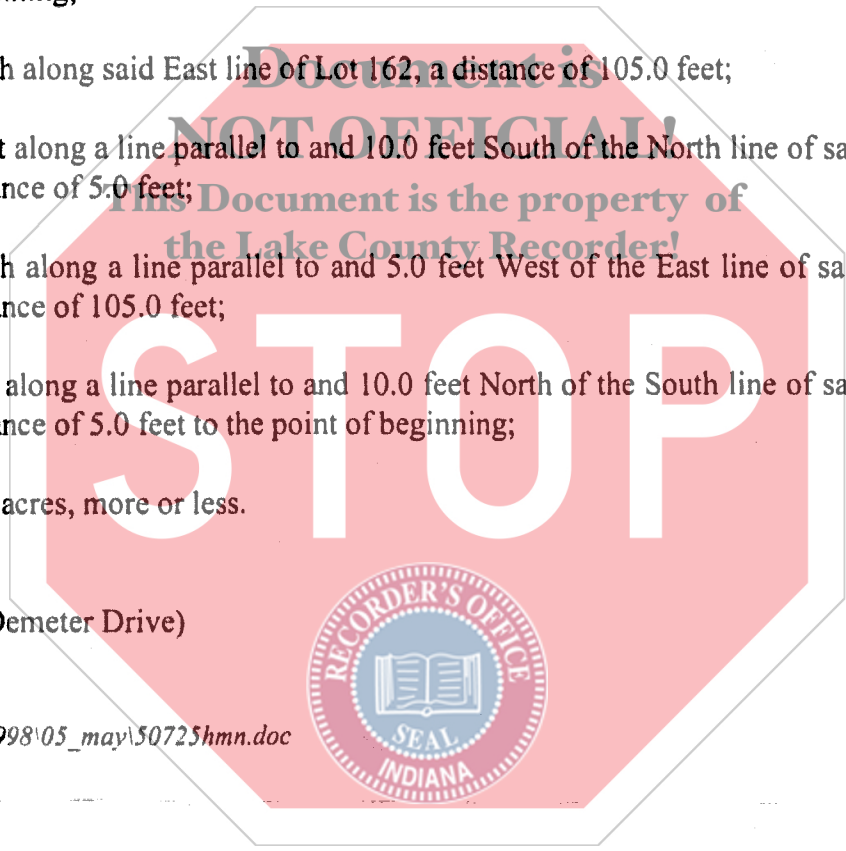 h along said East line of Lot 162, a distance of 105.0 feet;
Document is
NOT OFFICIAL!
t along a line parallel to and 10.0 feet South of the North line of sa
nce of 5.0 feet;
This Document is the property of
the Lake County Recorder!
h along a line parallel to and 5.0 feet West of the East line of sa
nce of 105.0 feet;
STOP
along a line parallel to and 10.0 feet North of the South line of sa
nce of 5.0 feet to the point of beginning;
acres, more or less.
Demeter Drive)
RECORDER'S OFFICE
SEAL
INDIANA
998\05_may\50725hmn.doc